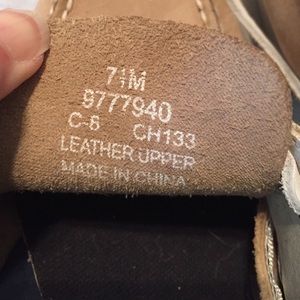 7½M
9777940
C-6 CH133
LEATHER UPPER
MADE IN CHINA